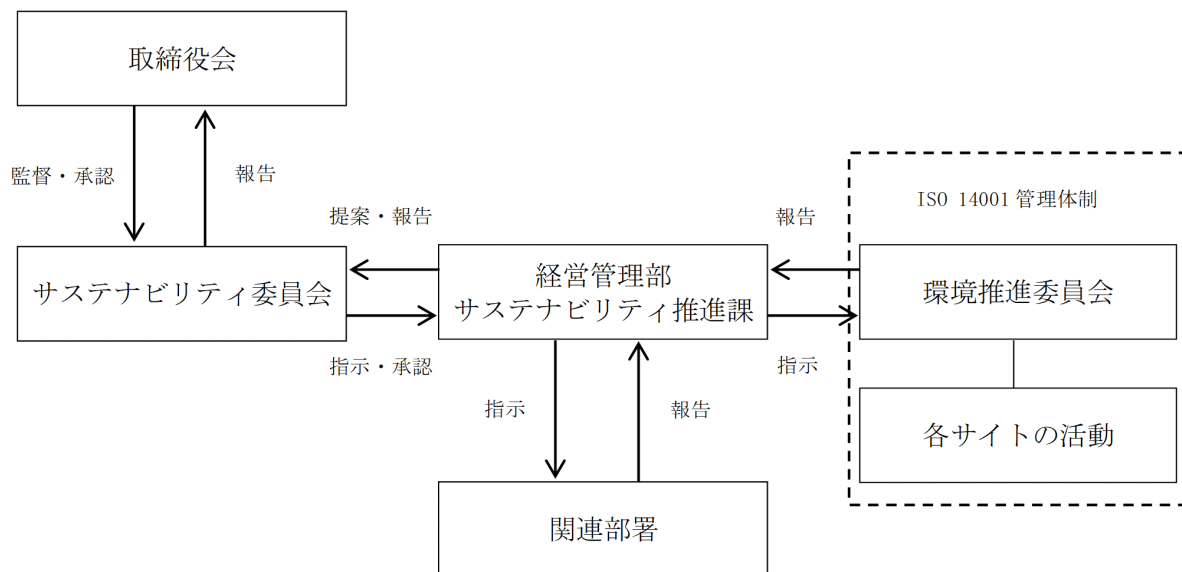 取締役会
監督・承認
報告
提案・報告
報告
ISO 14001 管理体制
サステナビリティ委員会
経営管理部
サステナビリティ推進課
環境推進委員会
指示・承認
指示
指示
報告
各サイトの活動
関連部署